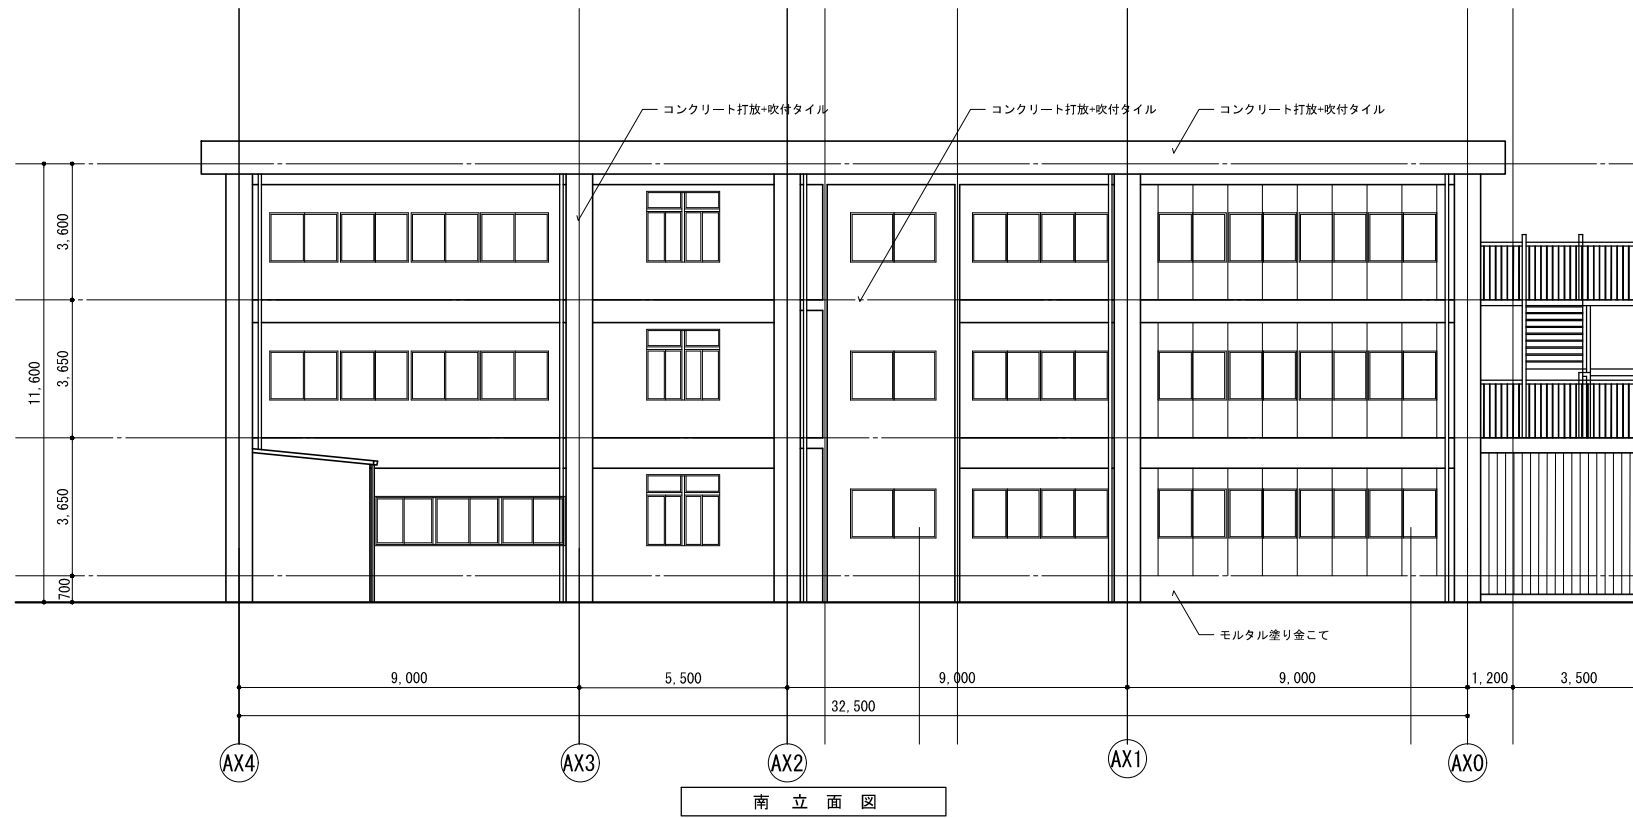 コンクリート打放+吹付タイル
コンクリート打放+吹付タイル
コンクリート打放+吹付タイル
3,600
3,650
11,600
3,650
700
モルタル塗り金こて
9,000
5,500
9,000
9,000
1,200
3,500
32,500
AX4
AX3
AX2
AX1
AX0
南 立 面 図